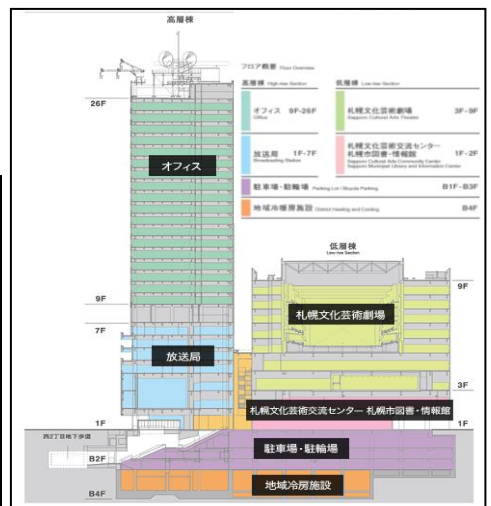 高層棟
フロア概要 Floor Overview
高層棟 High-rise Section
低層棟 Low-rise Section
オフィス 9F-26F
Office
札幌文化芸術劇場 3F-9F
Sapporo Cultural Arts Theater
放送局 1F-7F
Broadcasting Station
札幌文化芸術交流センター
札幌市図書・情報館 1F-2F
Sapporo Cultural Arts Community Center
Sapporo Municipal Library and Information Center
駐車場・駐輪場 Parking Lot / Bicycle Parking B1F-B3F
地域冷暖房施設 District Heating and Cooling B4F
26F
オフィス
低層棟
Low-rise Section
9F
9F
札幌文化芸術劇場
7F
放送局
3F
札幌文化芸術交流センター 札幌市図書・情報館
1F
1F
西2丁目地下歩道
駐車場・駐輪場
B2F
地域冷房施設
B4F